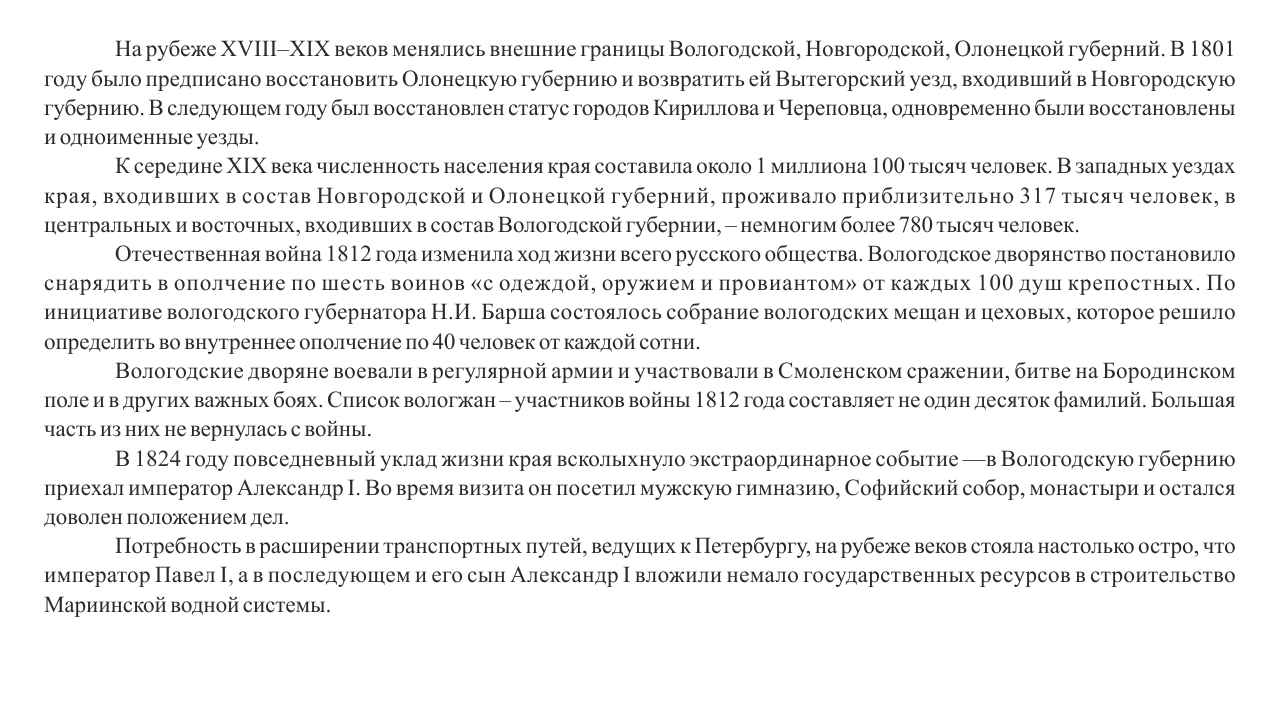 На рубеже XVIII–XIX веков менялись внешние границы Вологодской, Новгородской, Олонецкой губерний. В 1801
году было предписано восстановить Олонецкую губернию и возвратить ей Вытегорский уезд, входивший в Новгородскую
губернию. В следующем году был восстановлен статус городов Кириллова и Череповца, одновременно были восстановлены
и одноименные уезды.
К середине XIX века численность населения края составила около 1 миллиона 100 тысяч человек. В западных уездах
края, входивших в состав Новгородской и Олонецкой губерний, проживало приблизительно 317 тысяч человек, в
центральных и восточных, входивших в состав Вологодской губернии, – немногим более 780 тысяч человек.
Отечественная война 1812 года изменила ход жизни всего русского общества. Вологодское дворянство постановило
снарядить в ополчение по шесть воинов «с одеждой, оружием и провиантом» от каждых 100 душ крепостных. По
инициативе вологодского губернатора Н.И. Барша состоялось собрание вологодских мещан и цеховых, которое решило
определить во внутреннее ополчение по 40 человек от каждой сотни.
Вологодские дворяне воевали в регулярной армии и участвовали в Смоленском сражении, битве на Бородинском
поле и в других важных боях. Список вологжан – участников войны 1812 года составляет не один десяток фамилий. Большая
часть из них не вернулась с войны.
В 1824 году повседневный уклад жизни края всколыхнуло экстраординарное событие —в Вологодскую губернию
приехал император Александр I. Во время визита он посетил мужскую гимназию, Софийский собор, монастыри и остался
доволен положением дел.
Потребность в расширении транспортных путей, ведущих к Петербургу, на рубеже веков стояла настолько остро, что
император Павел I, а в последующем и его сын Александр I вложили немало государственных ресурсов в строительство
Мариинской водной системы.